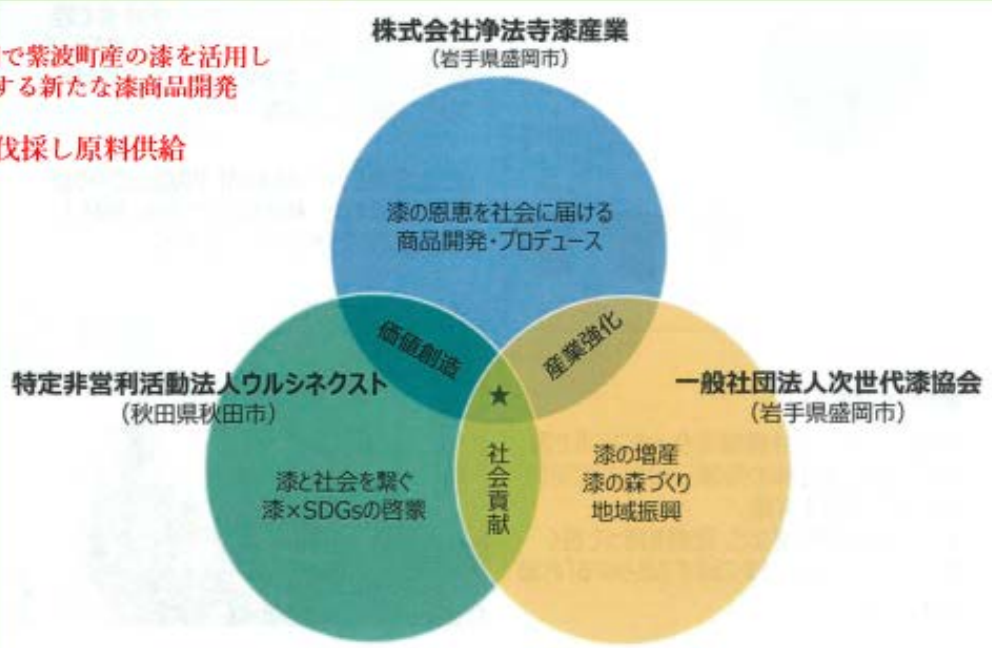 株式会社浄法寺漆産業
(岩手県盛岡市)
で紫波町産の漆を活用し
する新たな漆商品開発
伐採し原料供給
漆の恩恵を社会に届ける
商品開発・プロデュース
価値創造
産業強化
特定非営利活動法人ウルシネクスト
(秋田県秋田市)
一般社団法人次世代漆協会
(岩手県盛岡市)
★
漆と社会を繋ぐ
漆×SDGsの啓蒙
社会貢献
漆の増産
漆の森づくり
地域振興